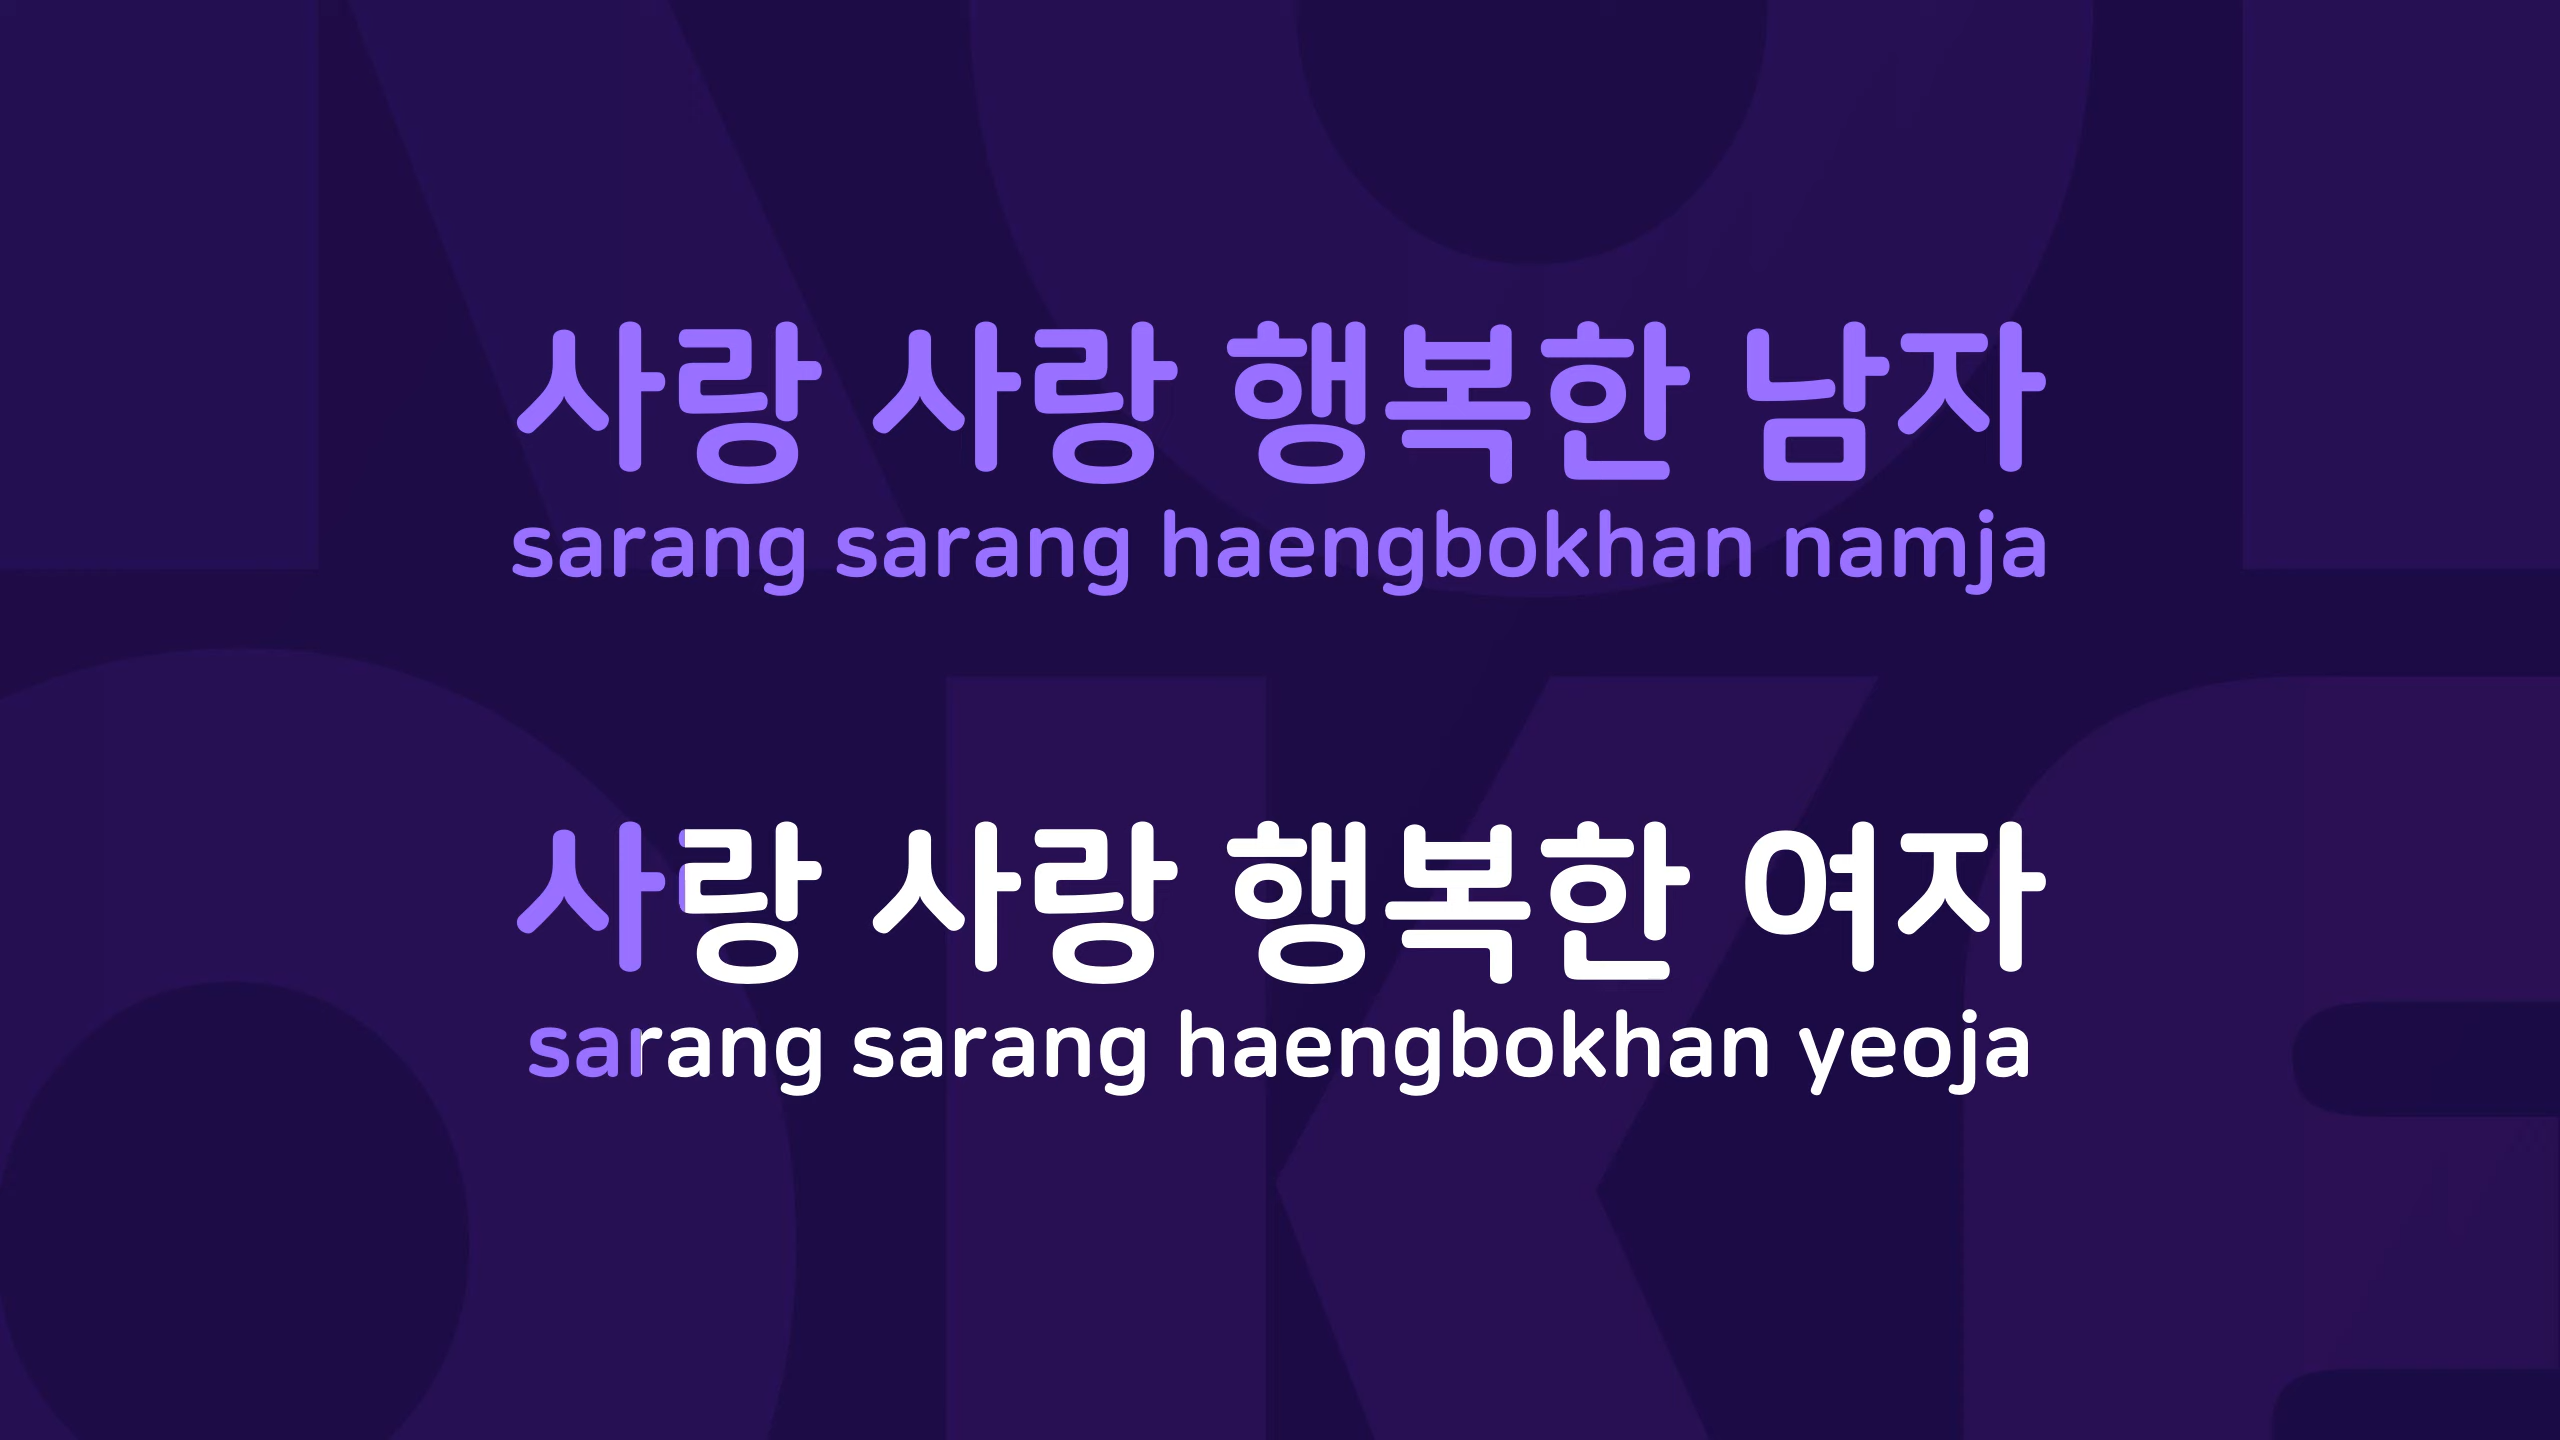 사랑 사랑 행복한 남자
sarang sarang haengbokhan namja
사랑 사랑 행복한 여자
sarang sarang haengbokhan yeoja